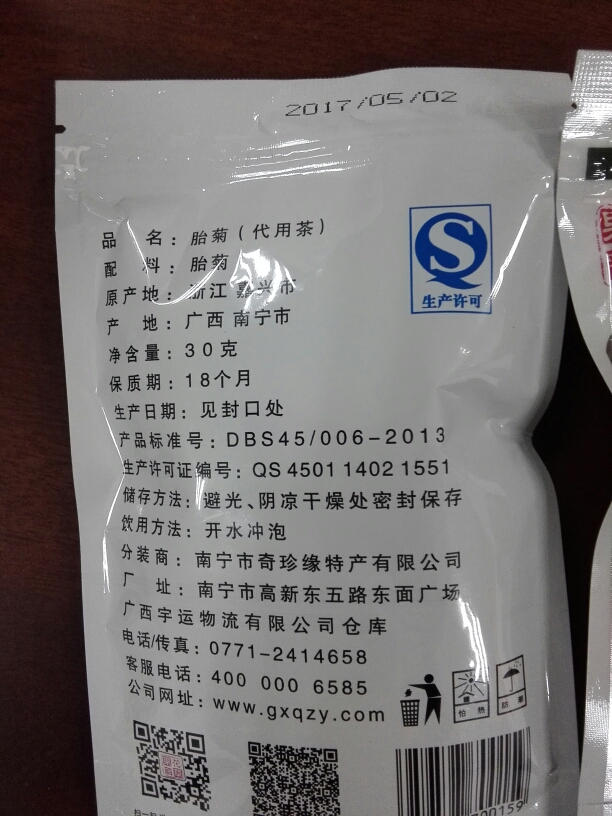 2017/05/02
品 名：胎菊（代用茶）
配 料：胎菊
原产地：浙江 嘉兴市
产 地：广西 南宁市
净含量：30克
保质期：18个月
生产日期：见封口处
产品标准号：DBS45/006-2013
生产许可证编号：QS4501 1402 1551
储存方法：避光、阴凉干燥处密封保存
饮用方法：开水冲泡
分装商：南宁市奇珍缘特产有限公司
厂 址：南宁市高新东五路东面广场
广西宇运物流有限公司仓库
电话/传真：0771-2414658
客服电话：400 000 6585
公司网址：www.gxqzy.com
生产许可
怕热
防潮